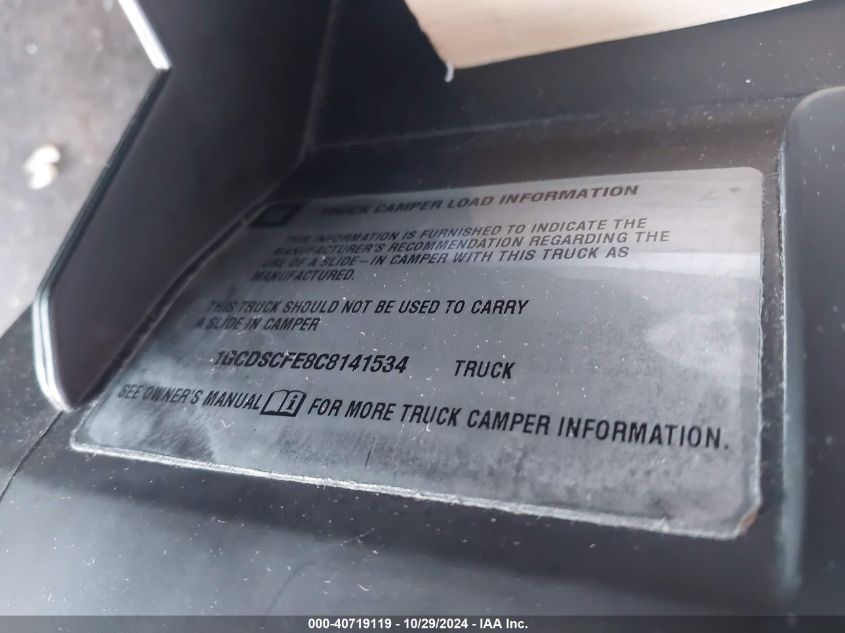 TRUCK CAMPER LOAD INFORMATION
THIS INFORMATION IS FURNISHED TO INDICATE THE
MANUFACTURER'S RECOMMENDATION REGARDING THE
USE OF A SLIDE-IN CAMPER WITH THIS TRUCK AS
MANUFACTURED.
THIS TRUCK SHOULD NOT BE USED TO CARRY
A SLIDE IN CAMPER
1GCDSCFE8C8141534 TRUCK
SEE OWNER'S MANUAL FOR MORE TRUCK CAMPER INFORMATION.
000-40719119 - 10/29/2024 - IAA Inc.